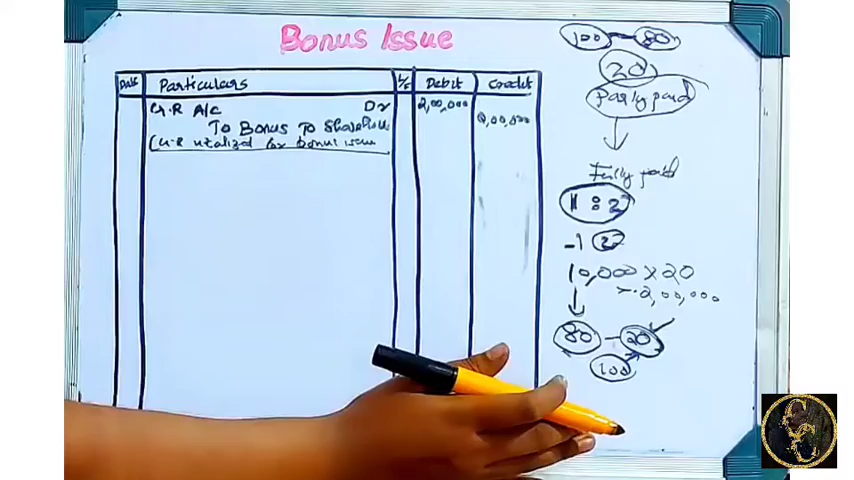 Bonus Issue
Date Particulars L/F Debit Credit
G.R A/c Dr 2,00,000
To Bonus To Shareholders 2,00,000
(G.R utalized for bonus issue
100 - 80
20
Partly paid
Fully paid
1 : 2
10,000 x 20
2,00,000
80 - 20
100